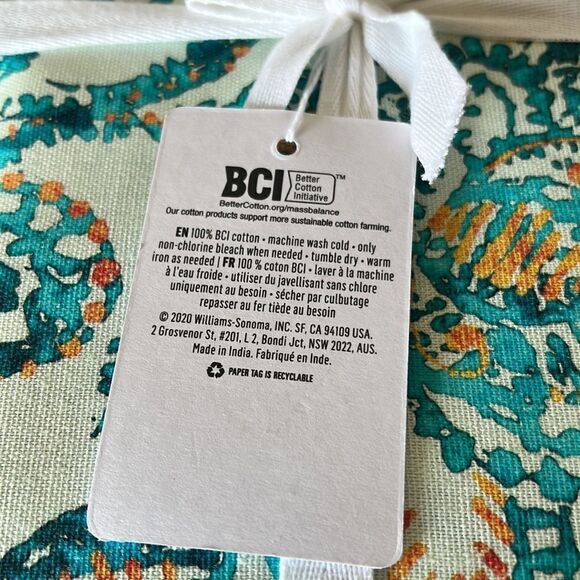 BCI Better Cotton Initiative™
BetterCotton.org/massbalance
Our cotton products support more sustainable cotton farming.
EN 100% BCI cotton • machine wash cold • only
non-chlorine bleach when needed • tumble dry • warm
iron as needed | FR 100 % coton BCI • laver à la machine
à l'eau froide • utiliser du javellisant sans chlore
uniquement au besoin • sécher par culbutage
repasser au fer tiède au besoin
© 2020 Williams-Sonoma, INC. SF, CA 94109 USA.
2 Grosvenor St, #201, L 2, Bondi Jct, NSW 2022, AUS.
Made in India. Fabriqué en Inde.
PAPER TAG IS RECYCLABLE